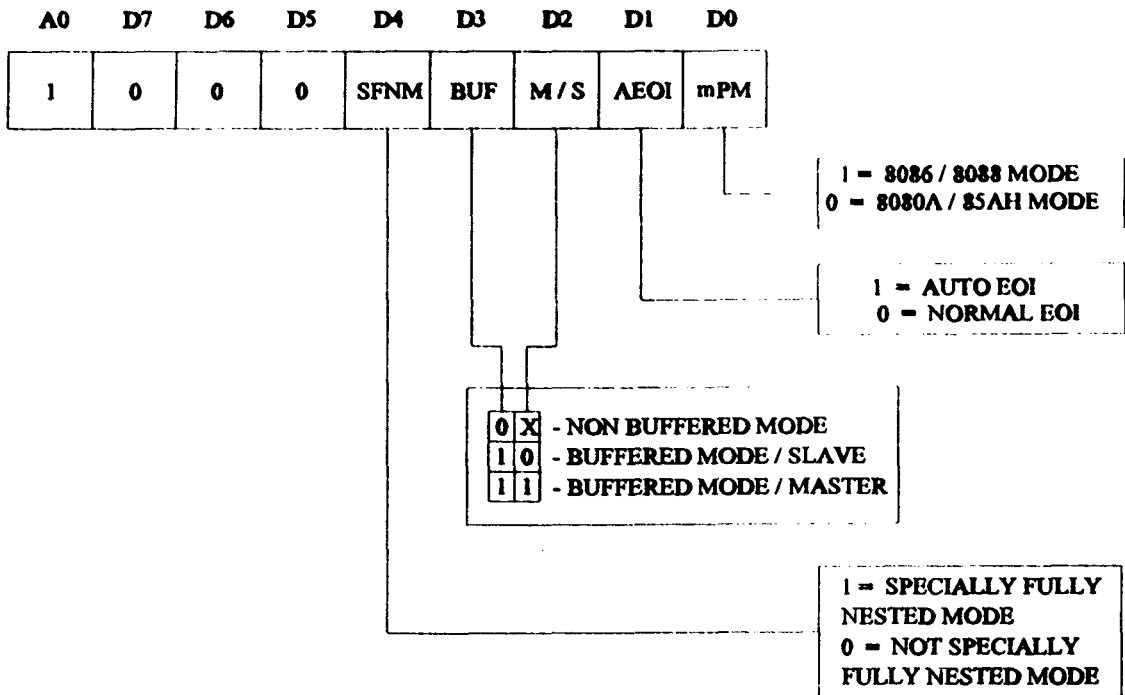 A0 D7 D6 D5 D4 D3 D2 D1 D0
1 0 0 0 SFNM BUF M / S AEOI mPM
1 = 8086 / 8088 MODE
0 = 8080A / 85AH MODE
1 = AUTO EOI
0 = NORMAL EOI
0 X - NON BUFFERED MODE
1 0 - BUFFERED MODE / SLAVE
1 1 - BUFFERED MODE / MASTER
1 = SPECIALLY FULLY
NESTED MODE
0 = NOT SPECIALLY
FULLY NESTED MODE